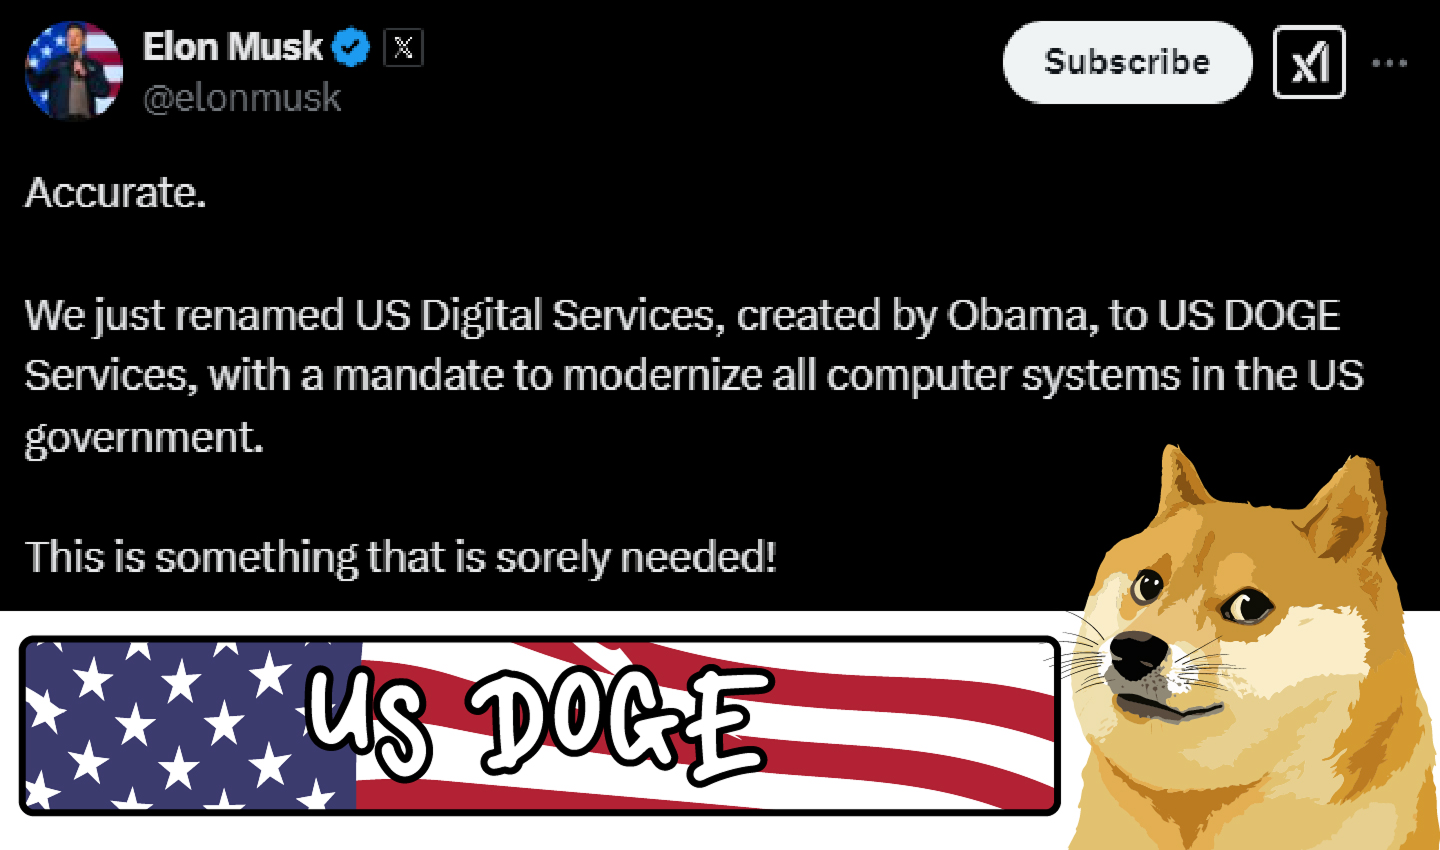 Elon Musk
@elonmusk
Subscribe
Accurate.
We just renamed US Digital Services, created by Obama, to US DOGE
Services, with a mandate to modernize all computer systems in the US
government.
This is something that is sorely needed!
US DOGE